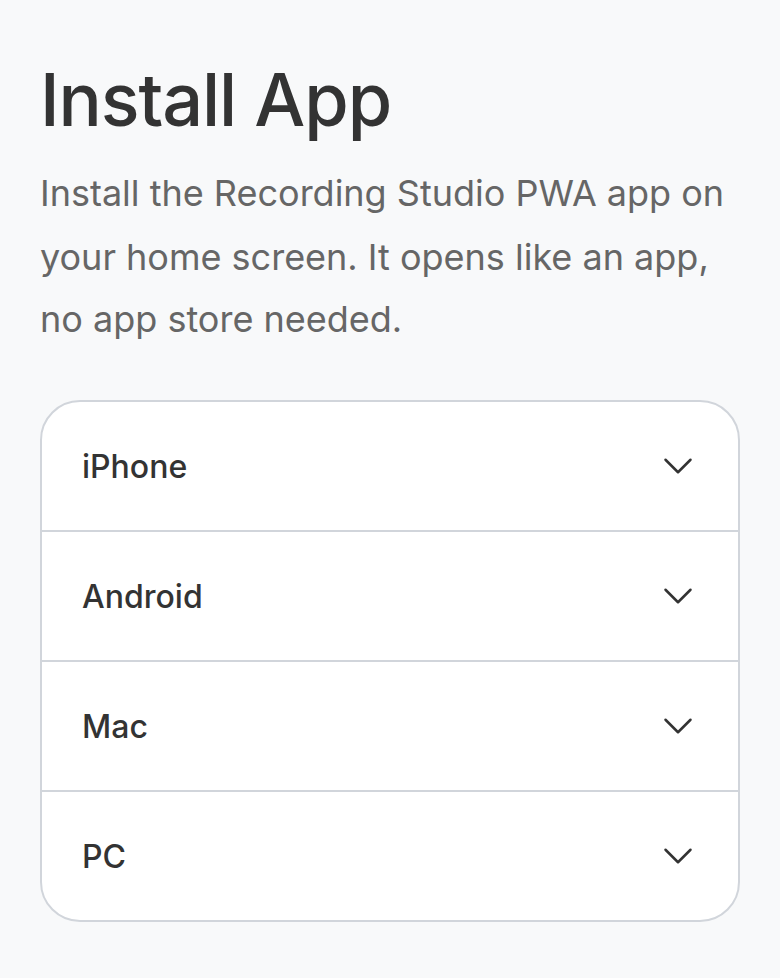 Install App
Install the Recording Studio PWA app on
your home screen. It opens like an app,
no app store needed.
iPhone
Android
Mac
PC